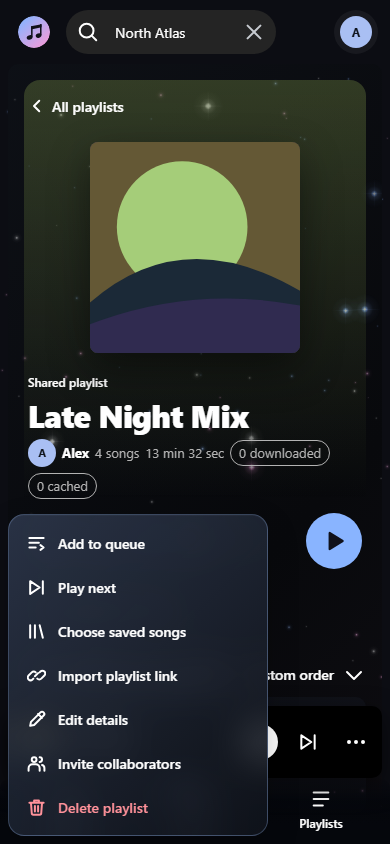 North Atlas
A
All playlists
Shared playlist
Late Night Mix
A Alex 4 songs 13 min 32 sec 0 downloaded
0 cached
Add to queue
Play next
Choose saved songs
Import playlist link
stom order
Edit details
Invite collaborators
Delete playlist
Playlists